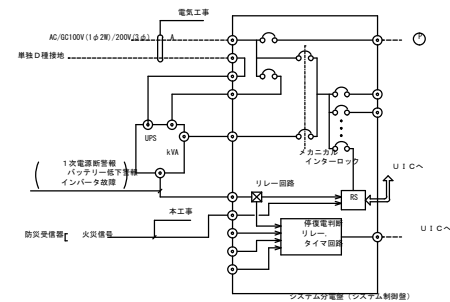 電気工事
AC/GC100V(1φ2W)/200V(3φ) A
P
単独D種接地
UPS
kVA
メカニカル
インターロック
1次電源断警報
バッテリー低下警報
インバータ故障
UICへ
リレー回路
RS
本工事
停復電判断
リレー,
タイマ回路
UICへ
防災受信器 火災信号
システム分電盤(システム制御盤)